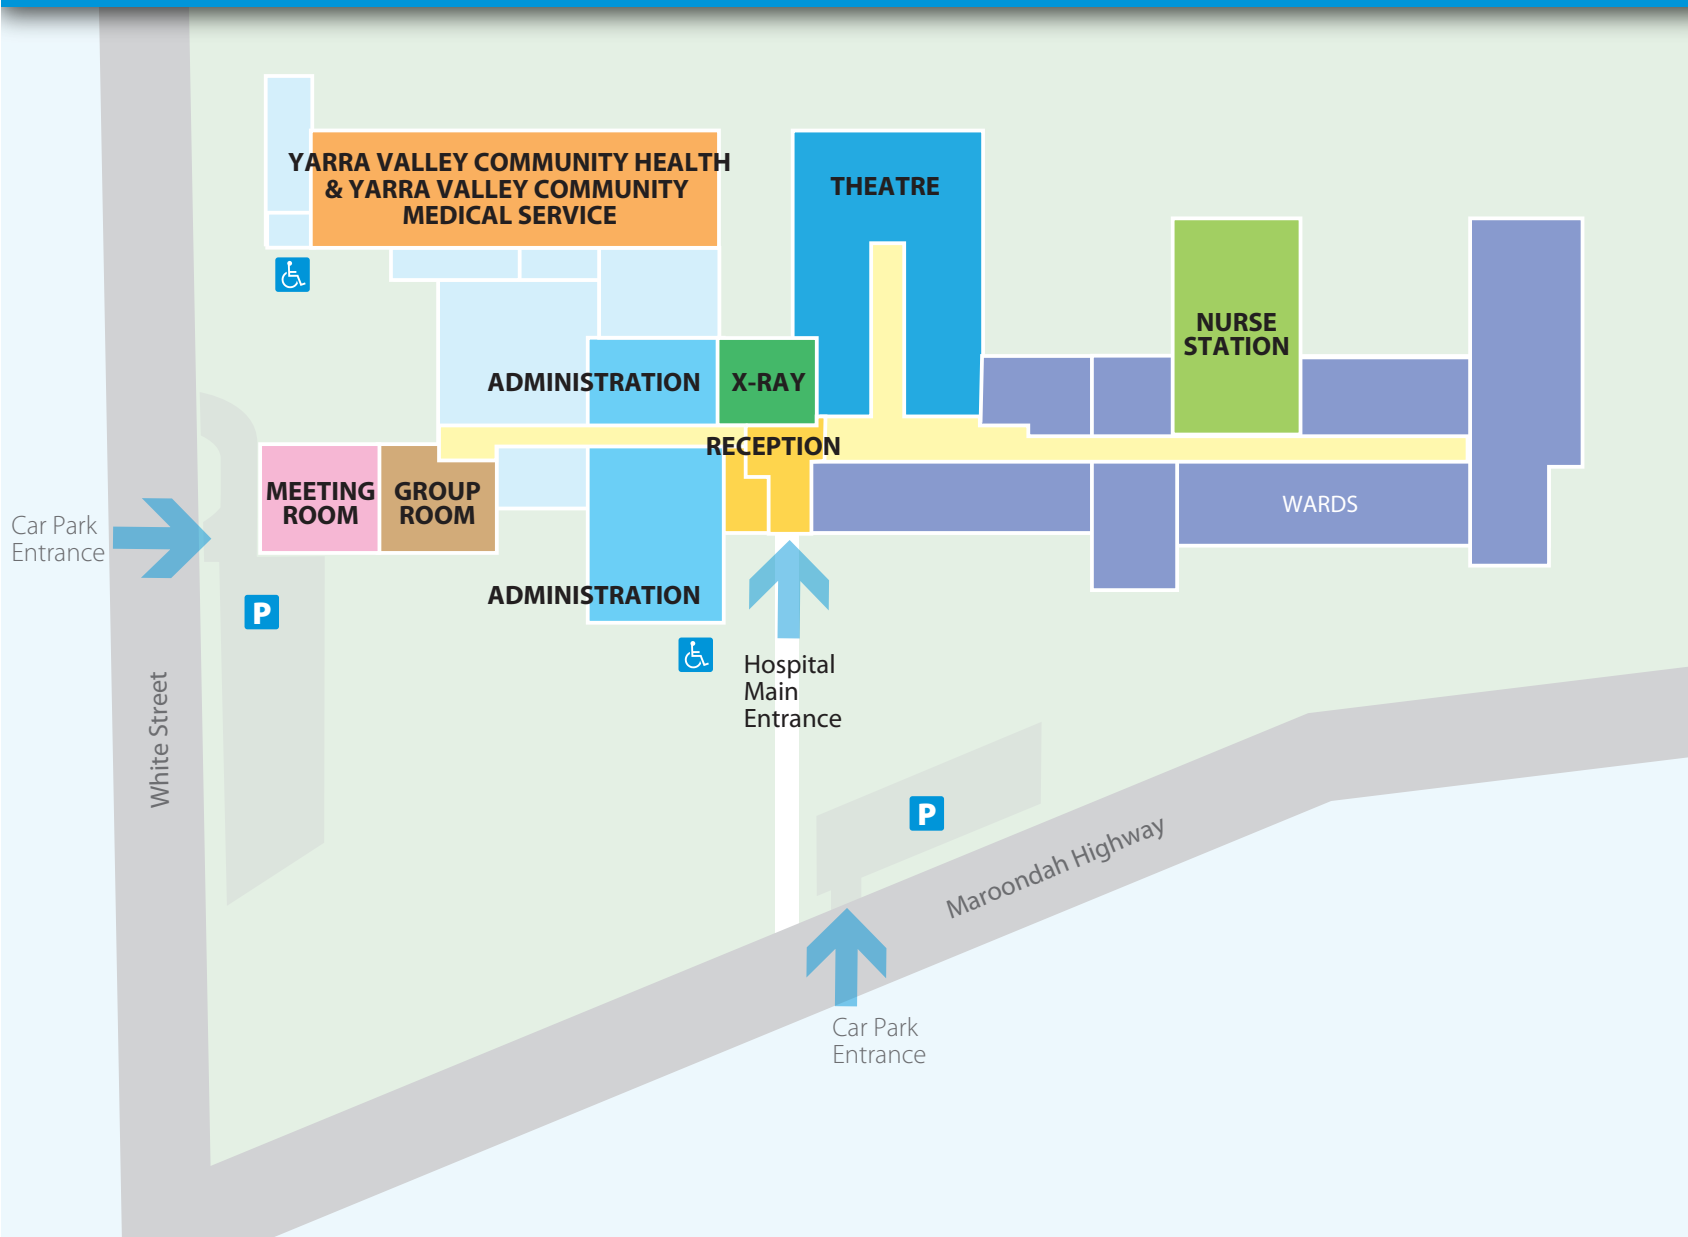 YARRA VALLEY COMMUNITY HEALTH
& YARRA VALLEY COMMUNITY
MEDICAL SERVICE
THEATRE
NURSE
STATION
ADMINISTRATION
X-RAY
RECEPTION
MEETING
ROOM
GROUP
ROOM
WARDS
Car Park
Entrance
ADMINISTRATION
P
Hospital
Main
Entrance
White Street
P
Maroondah Highway
Car Park
Entrance